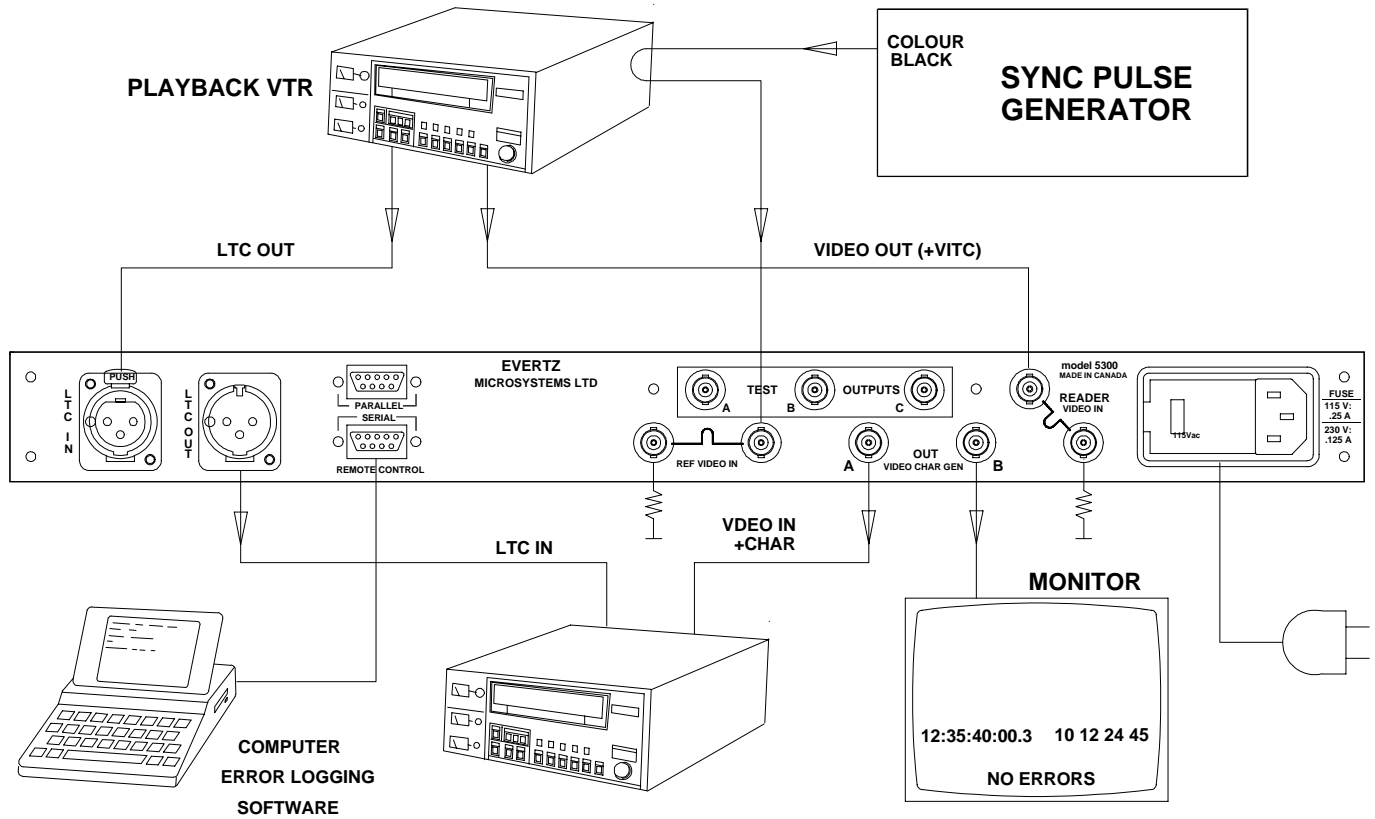 COLOUR
BLACK
SYNC PULSE
GENERATOR
PLAYBACK VTR
LTC OUT
VIDEO OUT (+VITC)
LTC IN
PUSH
LTC OUT
PARALLEL
SERIAL
REMOTE CONTROL
EVERTZ
MICROSYSTEMS LTD
TEST OUTPUTS
A B C
REF VIDEO IN
OUT
A VIDEO CHAR GEN B
model 5300
MADE IN CANADA
READER
VIDEO IN
115Vac
FUSE
115 V:
.25 A
230 V:
.125 A
LTC IN
VDEO IN
+CHAR
MONITOR
12:35:40:00.3 10 12 24 45
NO ERRORS
COMPUTER
ERROR LOGGING
SOFTWARE